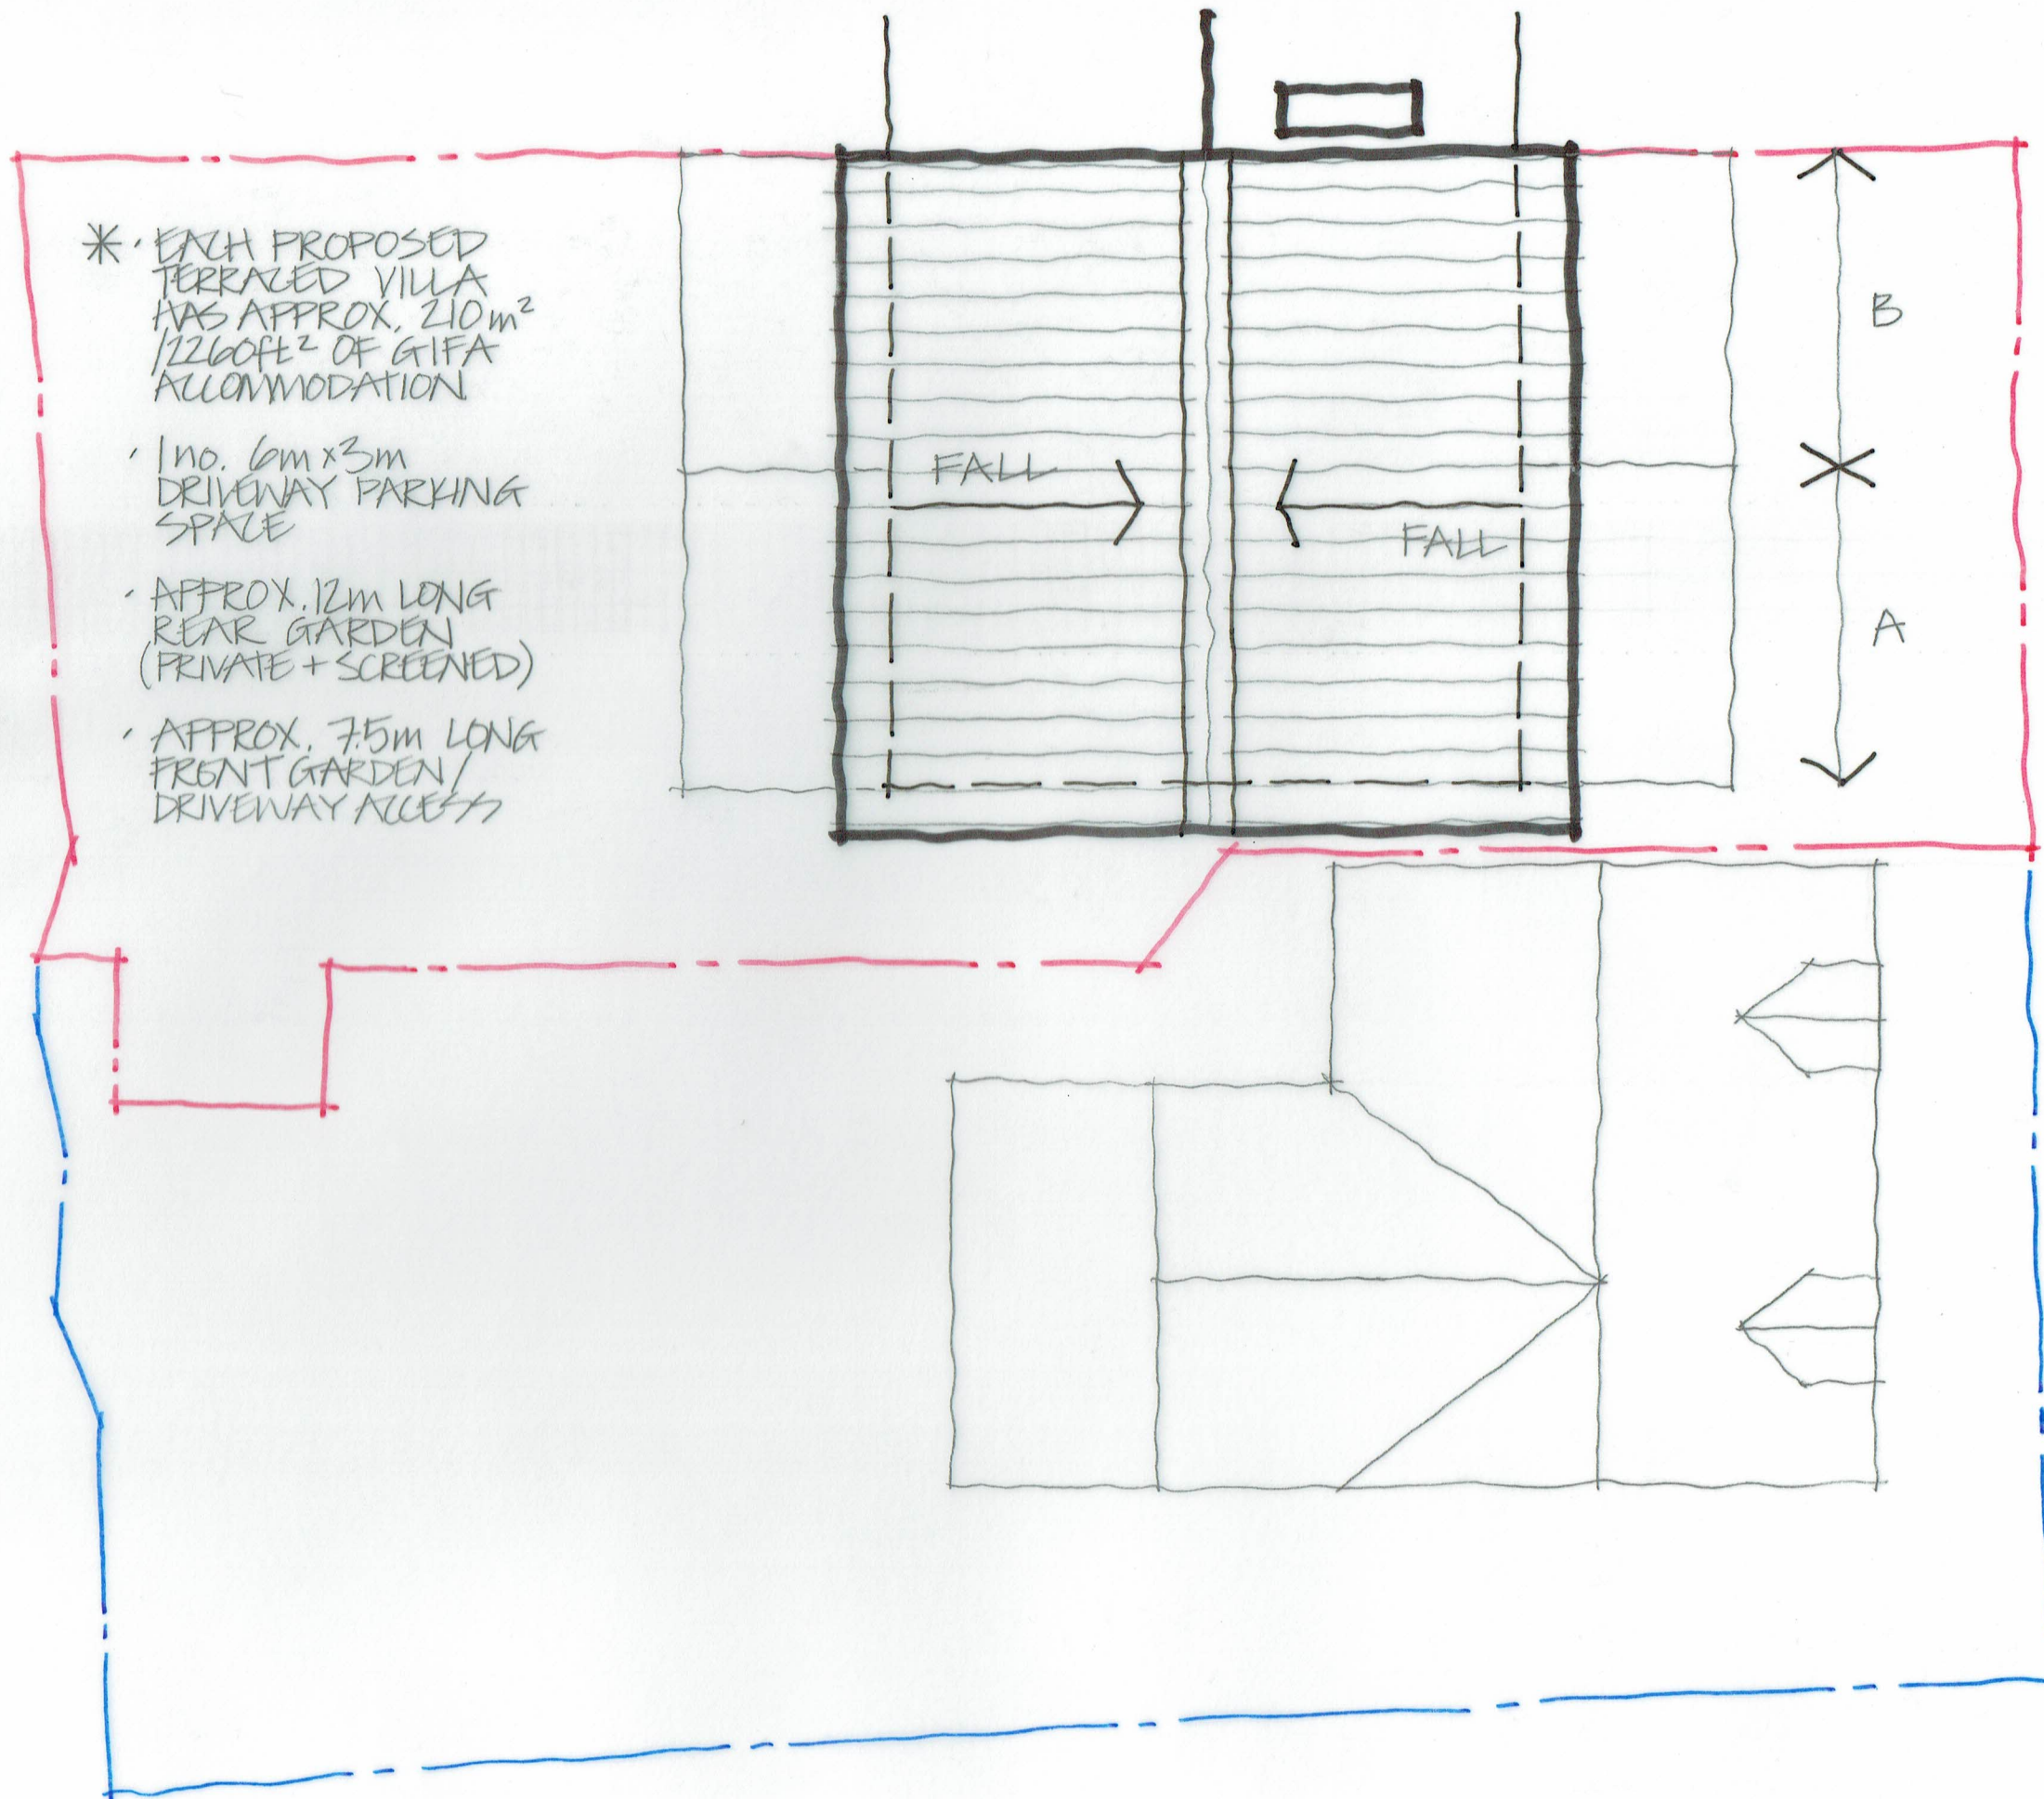 * · EACH PROPOSED
TERRACED VILLA
HAS APPROX. 210m²
/2260ft² OF GIFA
ACCOMMODATION
· 1no. 6m x 3m
DRIVEWAY PARKING
SPACE
· APPROX. 12m LONG
REAR GARDEN
(PRIVATE + SCREENED)
· APPROX. 7.5m LONG
FRONT GARDEN/
DRIVEWAY ACCESS
FALL
FALL
B
A